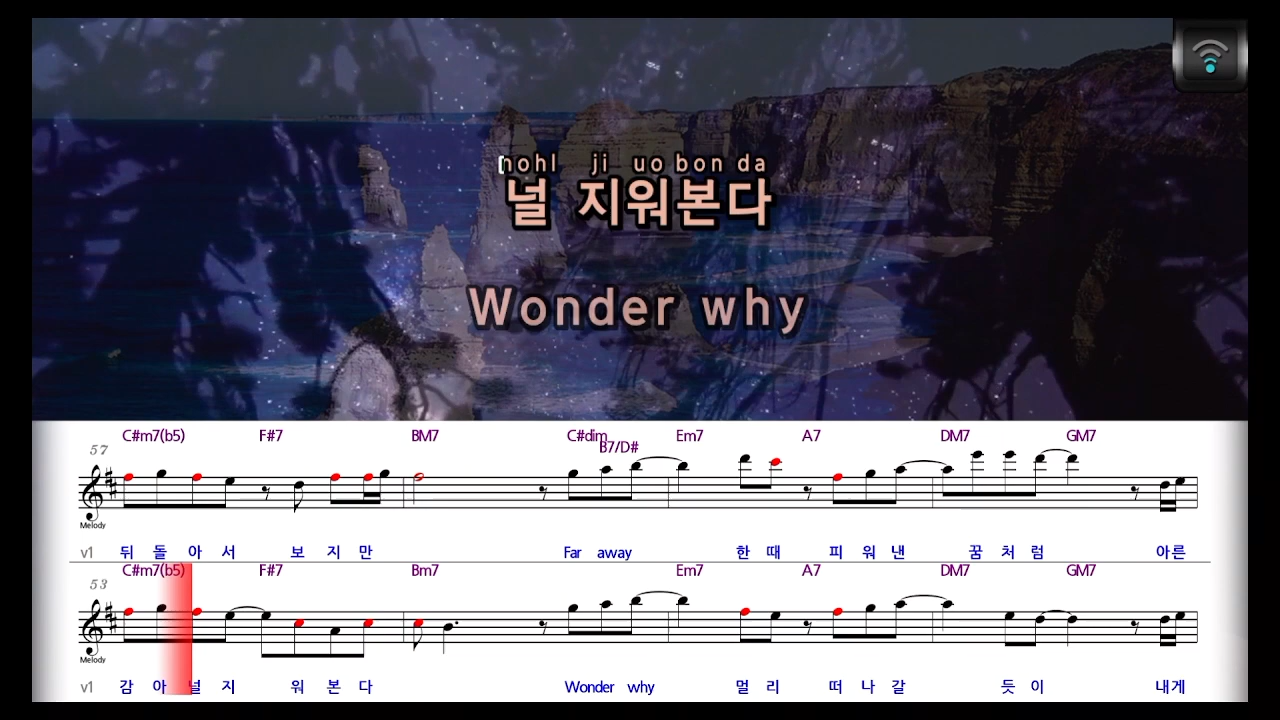 nohl ji uo bon da
널 지워본다
Wonder why
C#m7(b5) F#7 BM7 C#dim B7/D# Em7 A7 DM7 GM7
57
Melody
v1 뒤 돌 아 서 보 지 만 Far away 한 때 피 워 낸 꿈 처 럼 아른
C#m7(b5) F#7 Bm7 Em7 A7 DM7 GM7
53
Melody
v1 감 아 널 지 워 본 다 Wonder why 멀 리 떠 나 갈 듯 이 내게